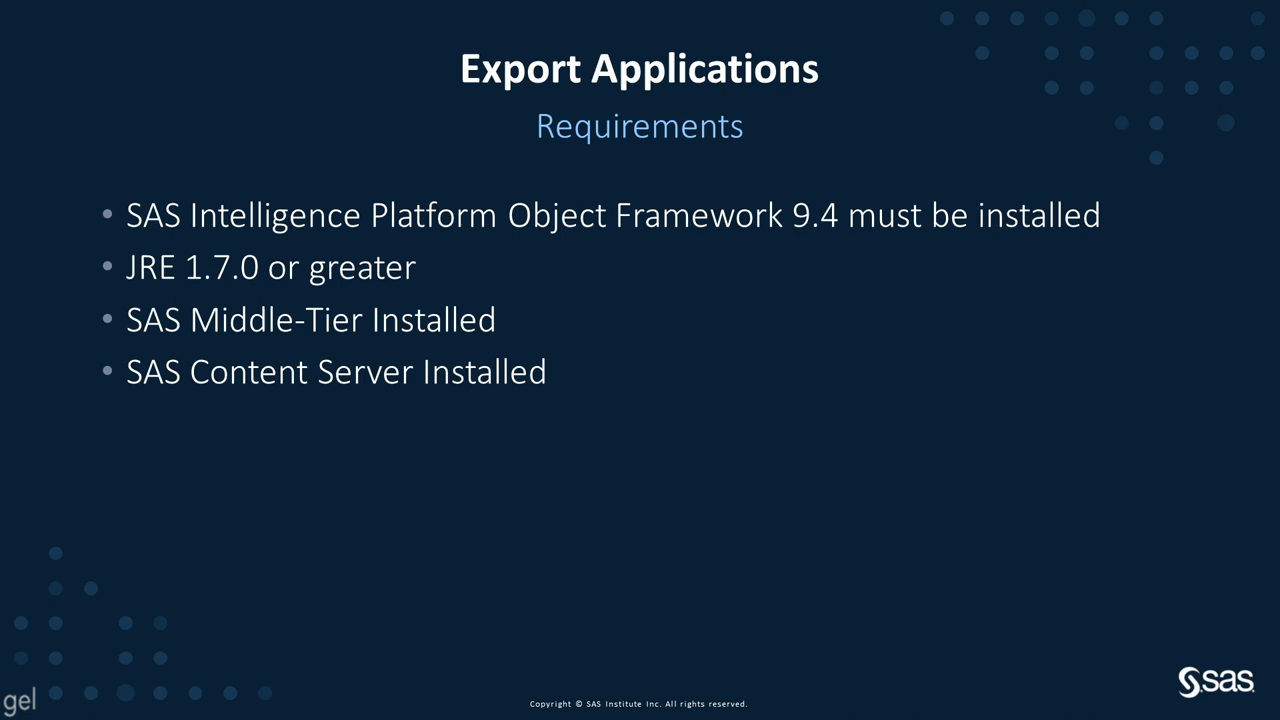 Export Applications
Requirements
• SAS Intelligence Platform Object Framework 9.4 must be installed
• JRE 1.7.0 or greater
• SAS Middle-Tier Installed
• SAS Content Server Installed
gel
Copyright © SAS Institute Inc. All rights reserved.
sas